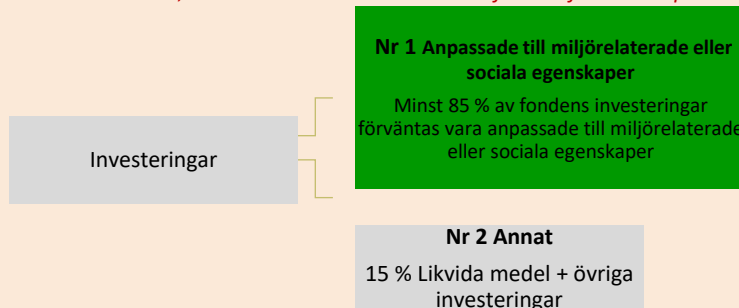 Nr 1 Anpassade till miljörelaterade eller
sociala egenskaper
Minst 85 % av fondens investeringar
förväntas vara anpassade till miljörelaterade
eller sociala egenskaper
Investeringar
Nr 2 Annat
15 % Likvida medel + övriga
investeringar